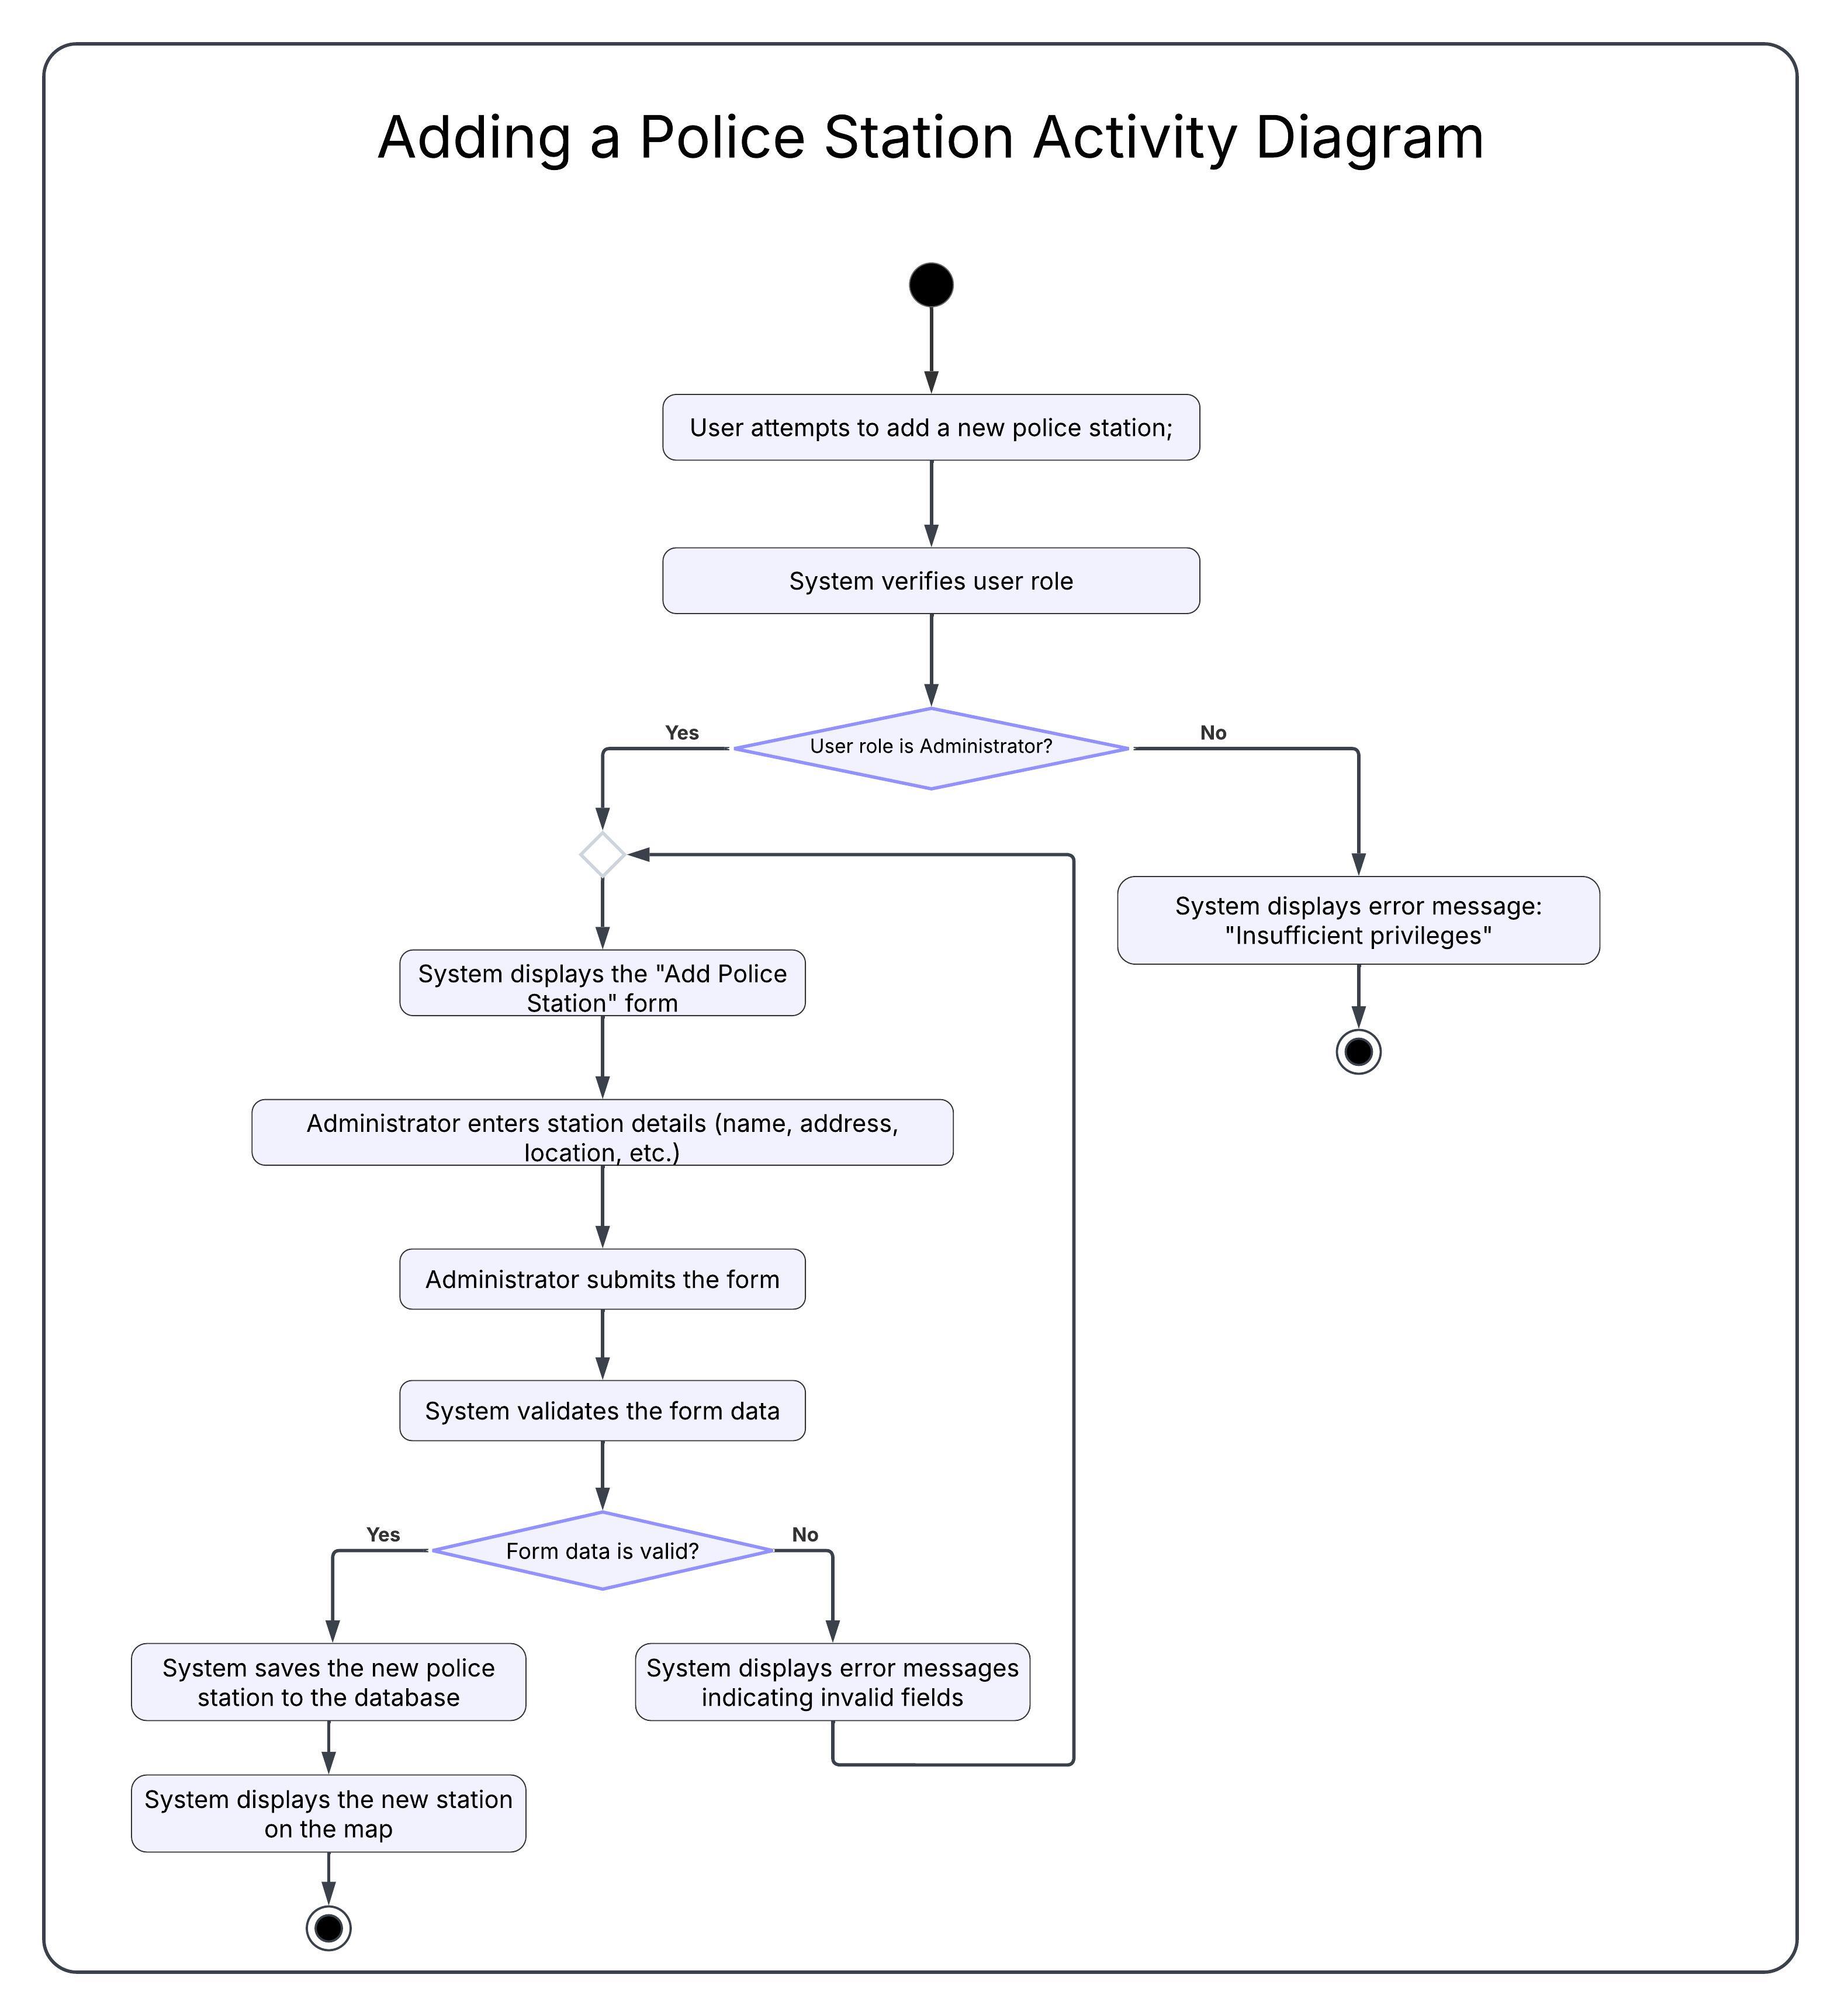 Adding a Police Station Activity Diagram
User attempts to add a new police station;
System verifies user role
Yes
User role is Administrator?
No
System displays error message:
"Insufficient privileges"
System displays the "Add Police
Station" form
Administrator enters station details (name, address,
location, etc.)
Administrator submits the form
System validates the form data
Yes
Form data is valid?
No
System saves the new police
station to the database
System displays error messages
indicating invalid fields
System displays the new station
on the map